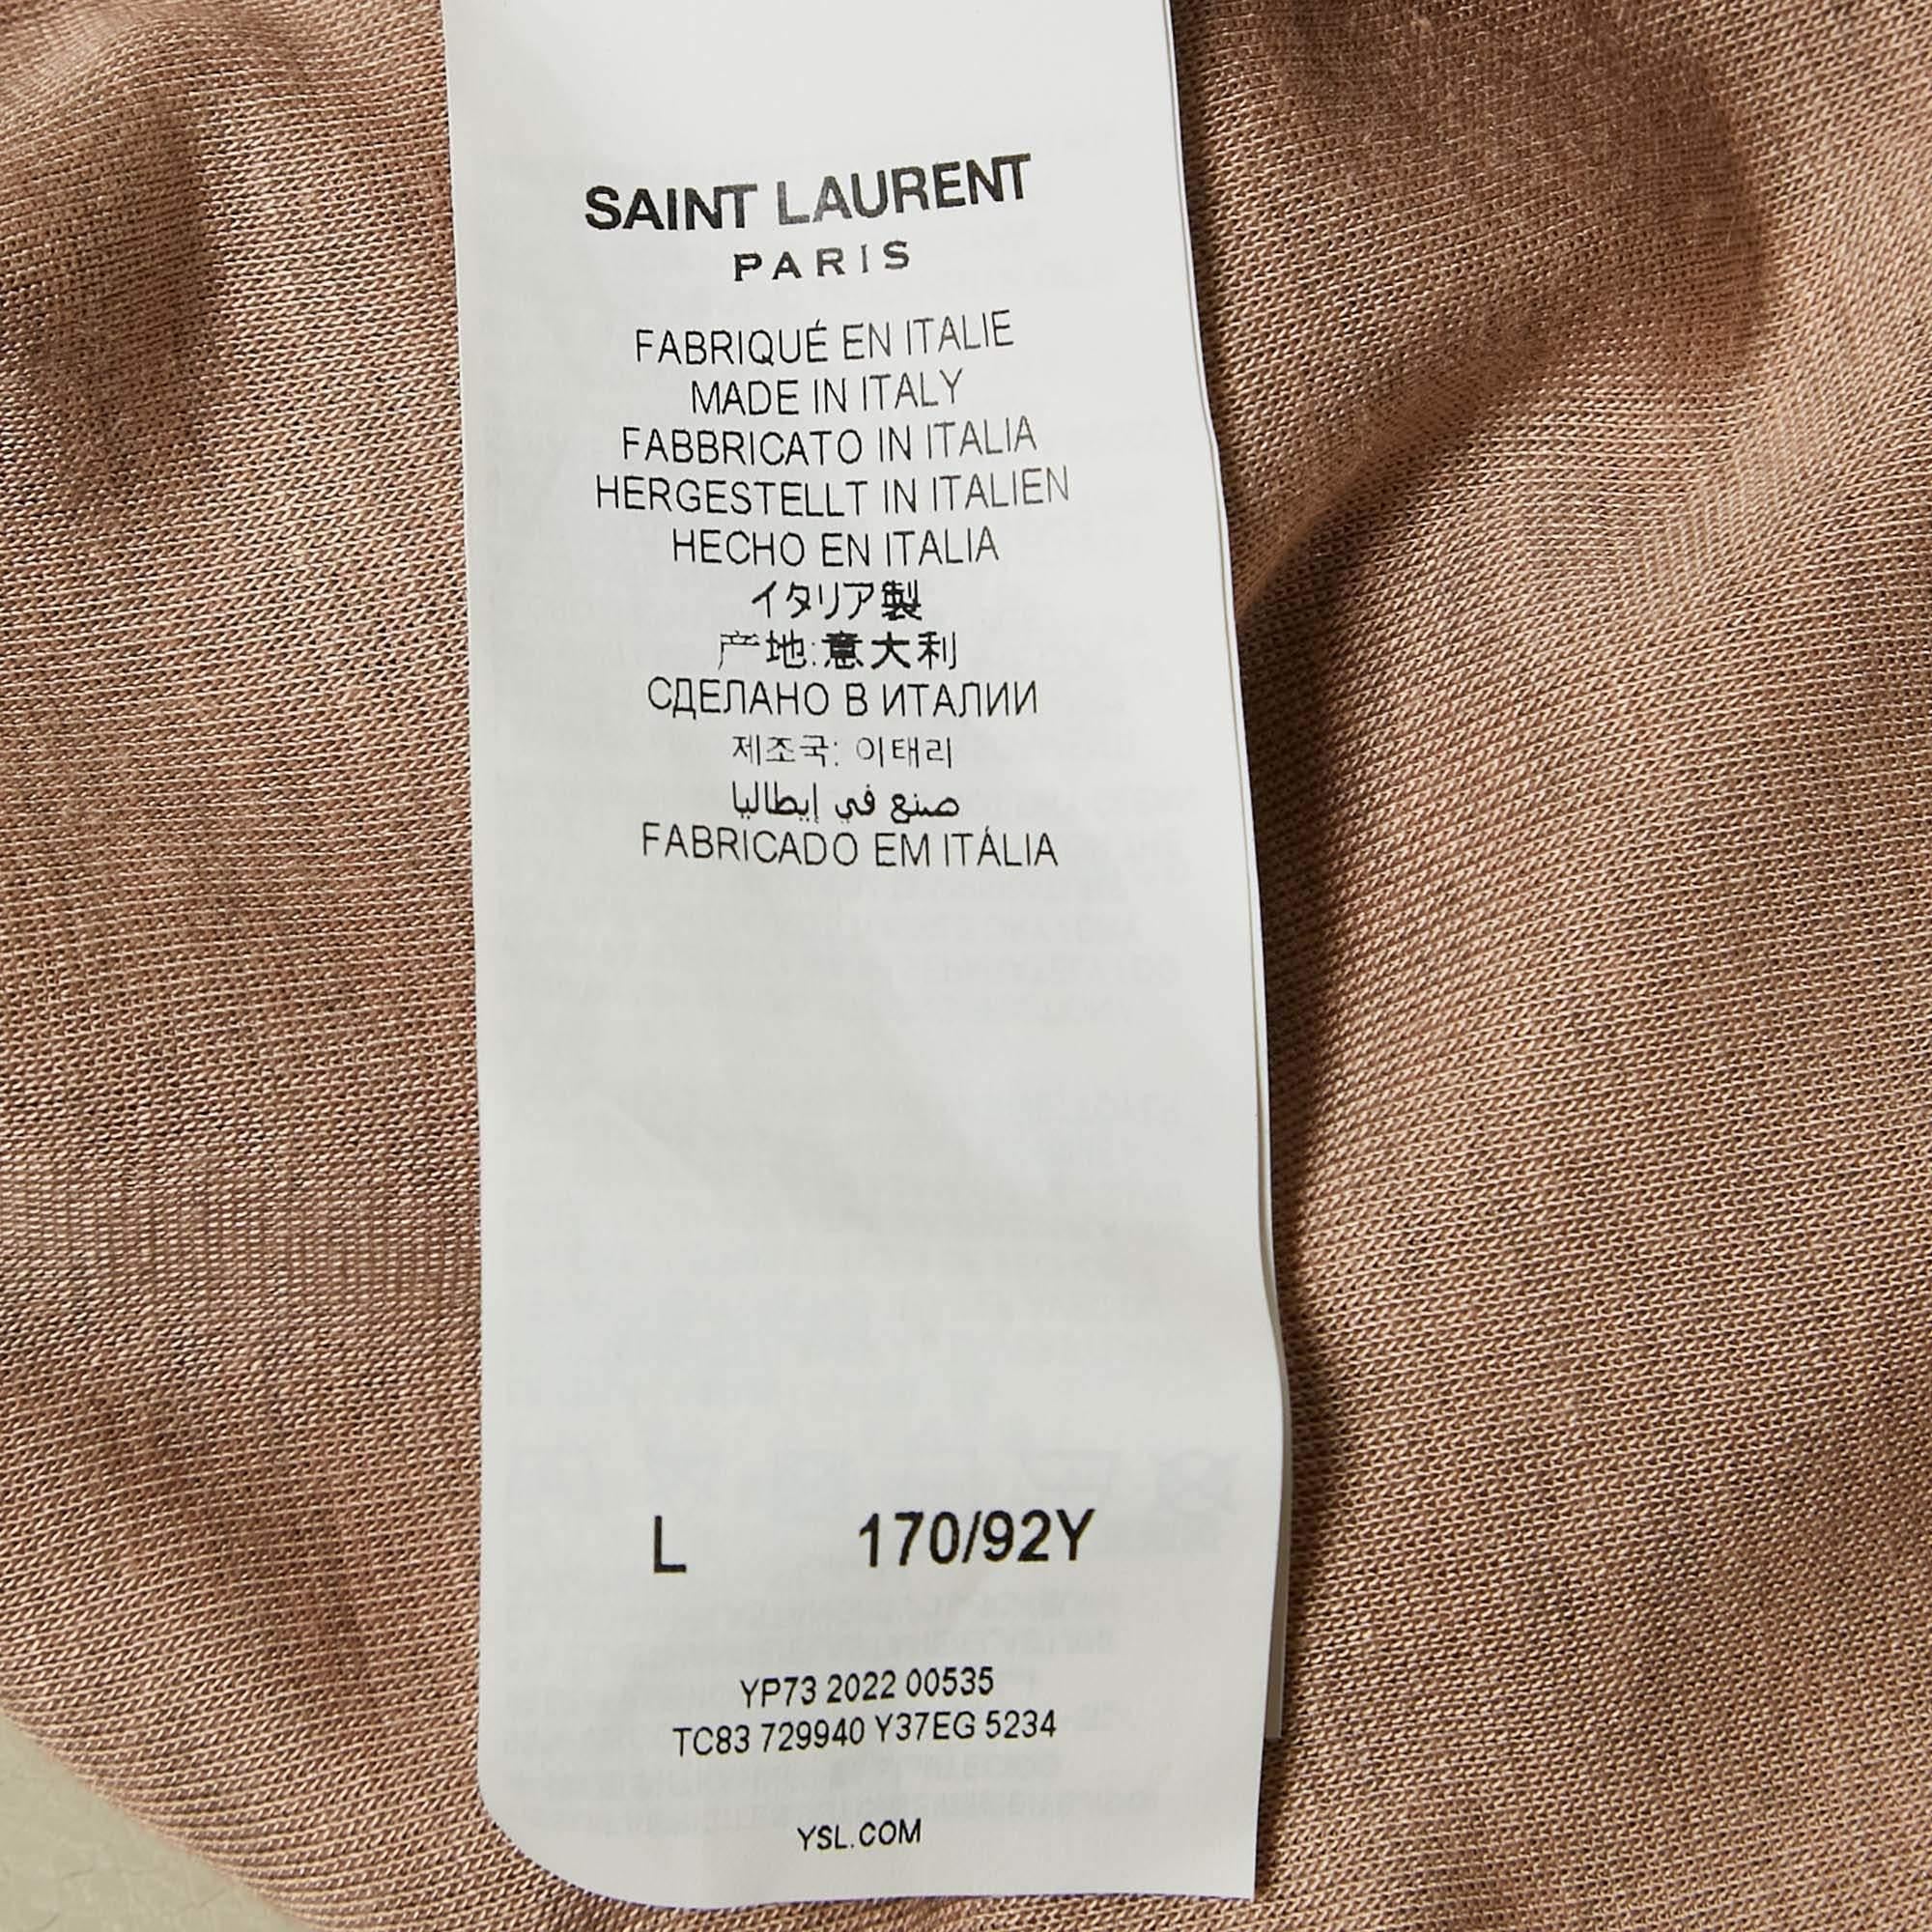 SAINT LAURENT
PARIS
FABRIQUÉ EN ITALIE
MADE IN ITALY
FABBRICATO IN ITALIA
HERGESTELLT IN ITALIEN
HECHO EN ITALIA
イタリア製
产地:意大利
СДЕЛАНО В ИТАЛИИ
제조국: 이태리
صنع في إيطاليا
FABRICADO EM ITÁLIA
L 170/92Y
YP73 2022 00535
TC83 729940 Y37EG 5234
YSL.COM